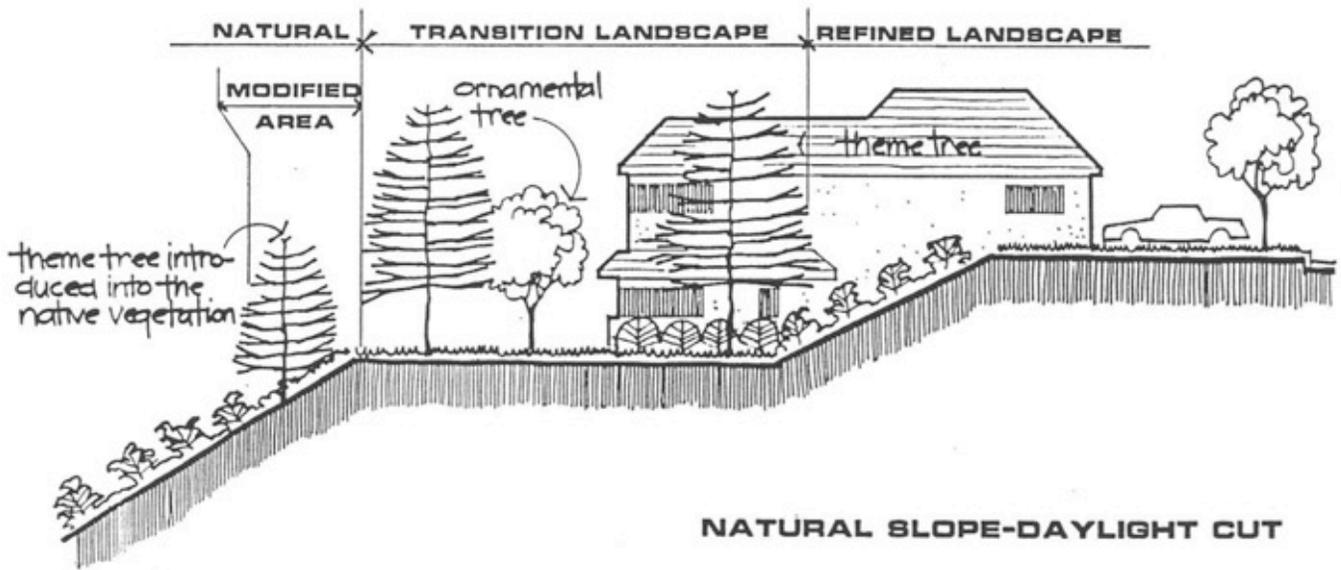 NATURAL
TRANSITION LANDSCAPE
REFINED LANDSCAPE
MODIFIED
AREA
ornamental
tree
theme tree
theme tree intro-
duced into the
native vegetation
NATURAL SLOPE-DAYLIGHT CUT